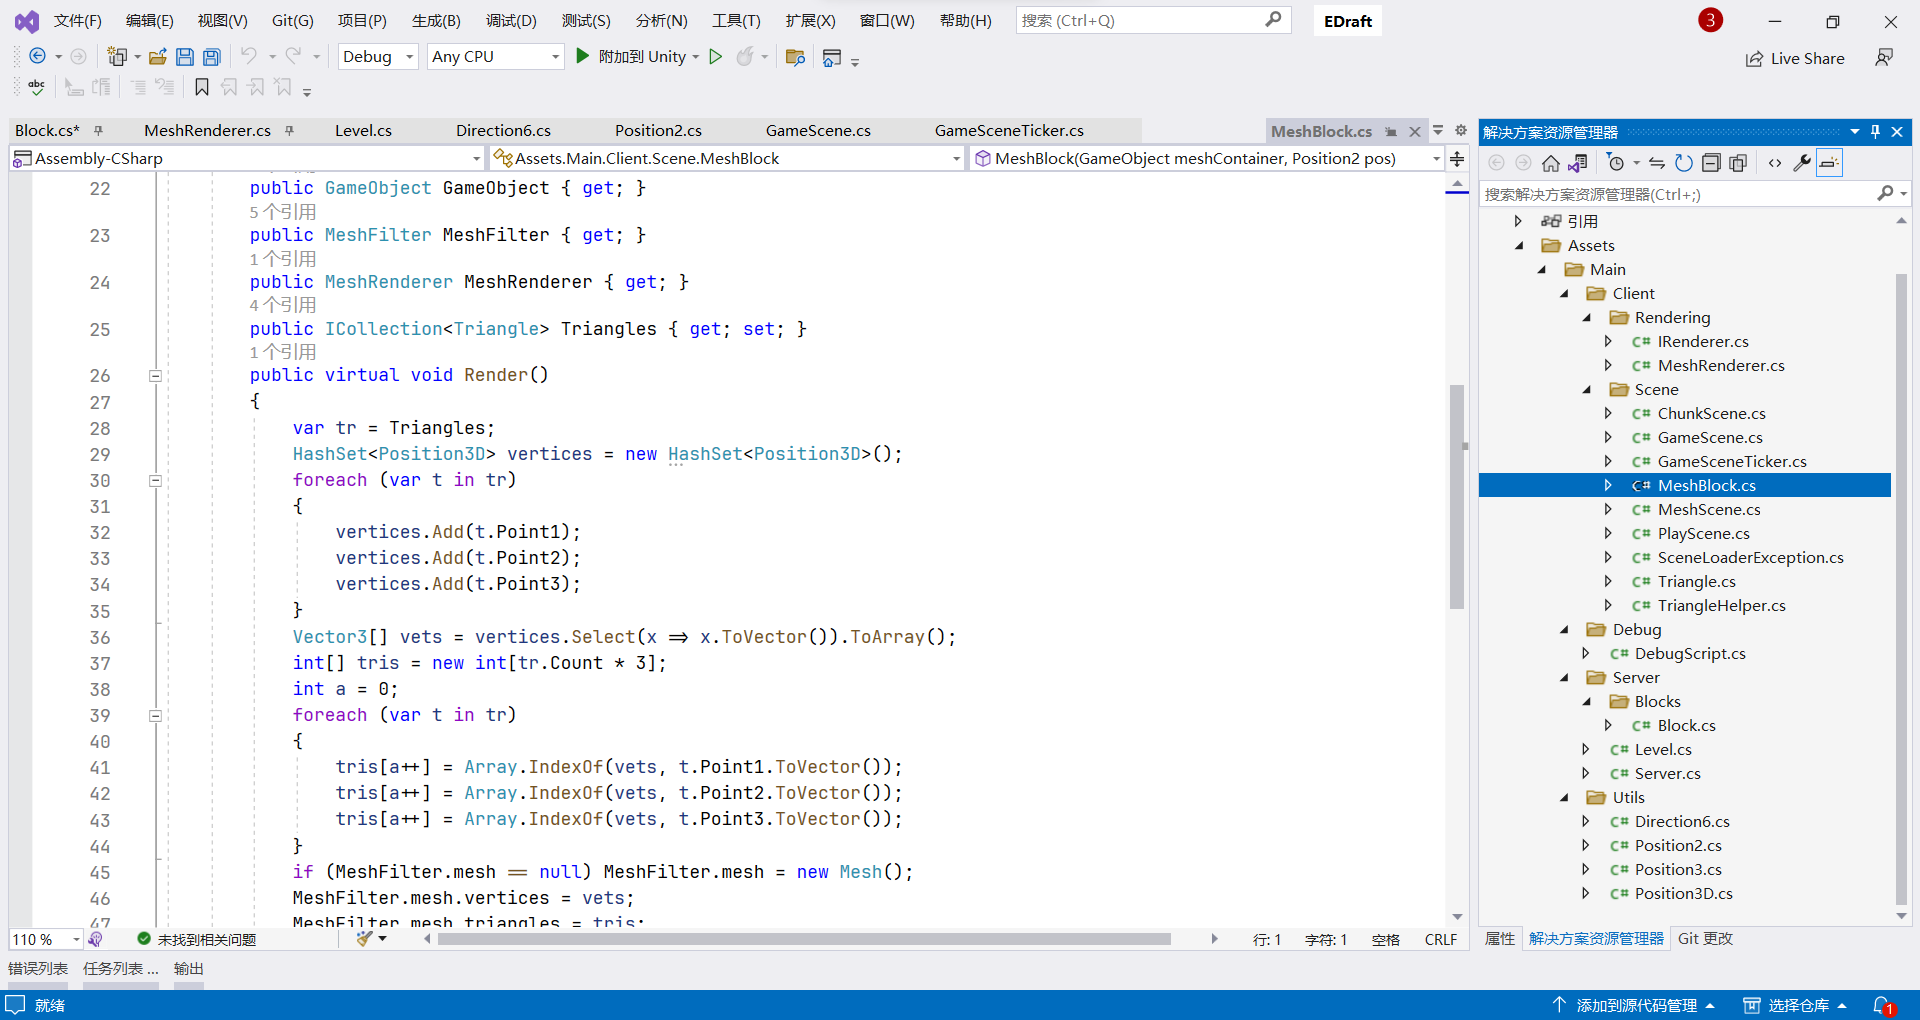 文件(F) 编辑(E) 视图(V) Git(G) 项目(P) 生成(B) 调试(D) 测试(S) 分析(N) 工具(T) 扩展(X) 窗口(W) 帮助(H) 搜索 (Ctrl+Q) EDraft 3
Debug Any CPU 附加到 Unity Live Share
abc
Block.cs* MeshRenderer.cs Level.cs Direction6.cs Position2.cs GameScene.cs GameSceneTicker.cs MeshBlock.cs
Assembly-CSharp Assets.Main.Client.Scene.MeshBlock MeshBlock(GameObject meshContainer, Position2 pos)
22 public GameObject GameObject { get; }
5 个引用
23 public MeshFilter MeshFilter { get; }
1 个引用
24 public MeshRenderer MeshRenderer { get; }
4 个引用
25 public ICollection<Triangle> Triangles { get; set; }
1 个引用
26 public virtual void Render()
27 {
28 var tr = Triangles;
29 HashSet<Position3D> vertices = new HashSet<Position3D>();
30 foreach (var t in tr)
31 {
32 vertices.Add(t.Point1);
33 vertices.Add(t.Point2);
34 vertices.Add(t.Point3);
35 }
36 Vector3[] vets = vertices.Select(x => x.ToVector()).ToArray();
37 int[] tris = new int[tr.Count * 3];
38 int a = 0;
39 foreach (var t in tr)
40 {
41 tris[a++] = Array.IndexOf(vets, t.Point1.ToVector());
42 tris[a++] = Array.IndexOf(vets, t.Point2.ToVector());
43 tris[a++] = Array.IndexOf(vets, t.Point3.ToVector());
44 }
45 if (MeshFilter.mesh == null) MeshFilter.mesh = new Mesh();
46 MeshFilter.mesh.vertices = vets;
47 MeshFilter.mesh.triangles = tris;
110 % 未找到相关问题 行: 1 字符: 1 空格 CRLF
解决方案资源管理器
搜索解决方案资源管理器(Ctrl+;)
引用
Assets
Main
Client
Rendering
C# IRenderer.cs
C# MeshRenderer.cs
Scene
C# ChunkScene.cs
C# GameScene.cs
C# GameSceneTicker.cs
C# MeshBlock.cs
C# MeshScene.cs
C# PlayScene.cs
C# SceneLoaderException.cs
C# Triangle.cs
C# TriangleHelper.cs
Debug
C# DebugScript.cs
Server
Blocks
C# Block.cs
C# Level.cs
C# Server.cs
Utils
C# Direction6.cs
C# Position2.cs
C# Position3.cs
C# Position3D.cs
属性 解决方案资源管理器 Git 更改
错误列表 任务列表 ... 输出
就绪 添加到源代码管理 选择仓库 1